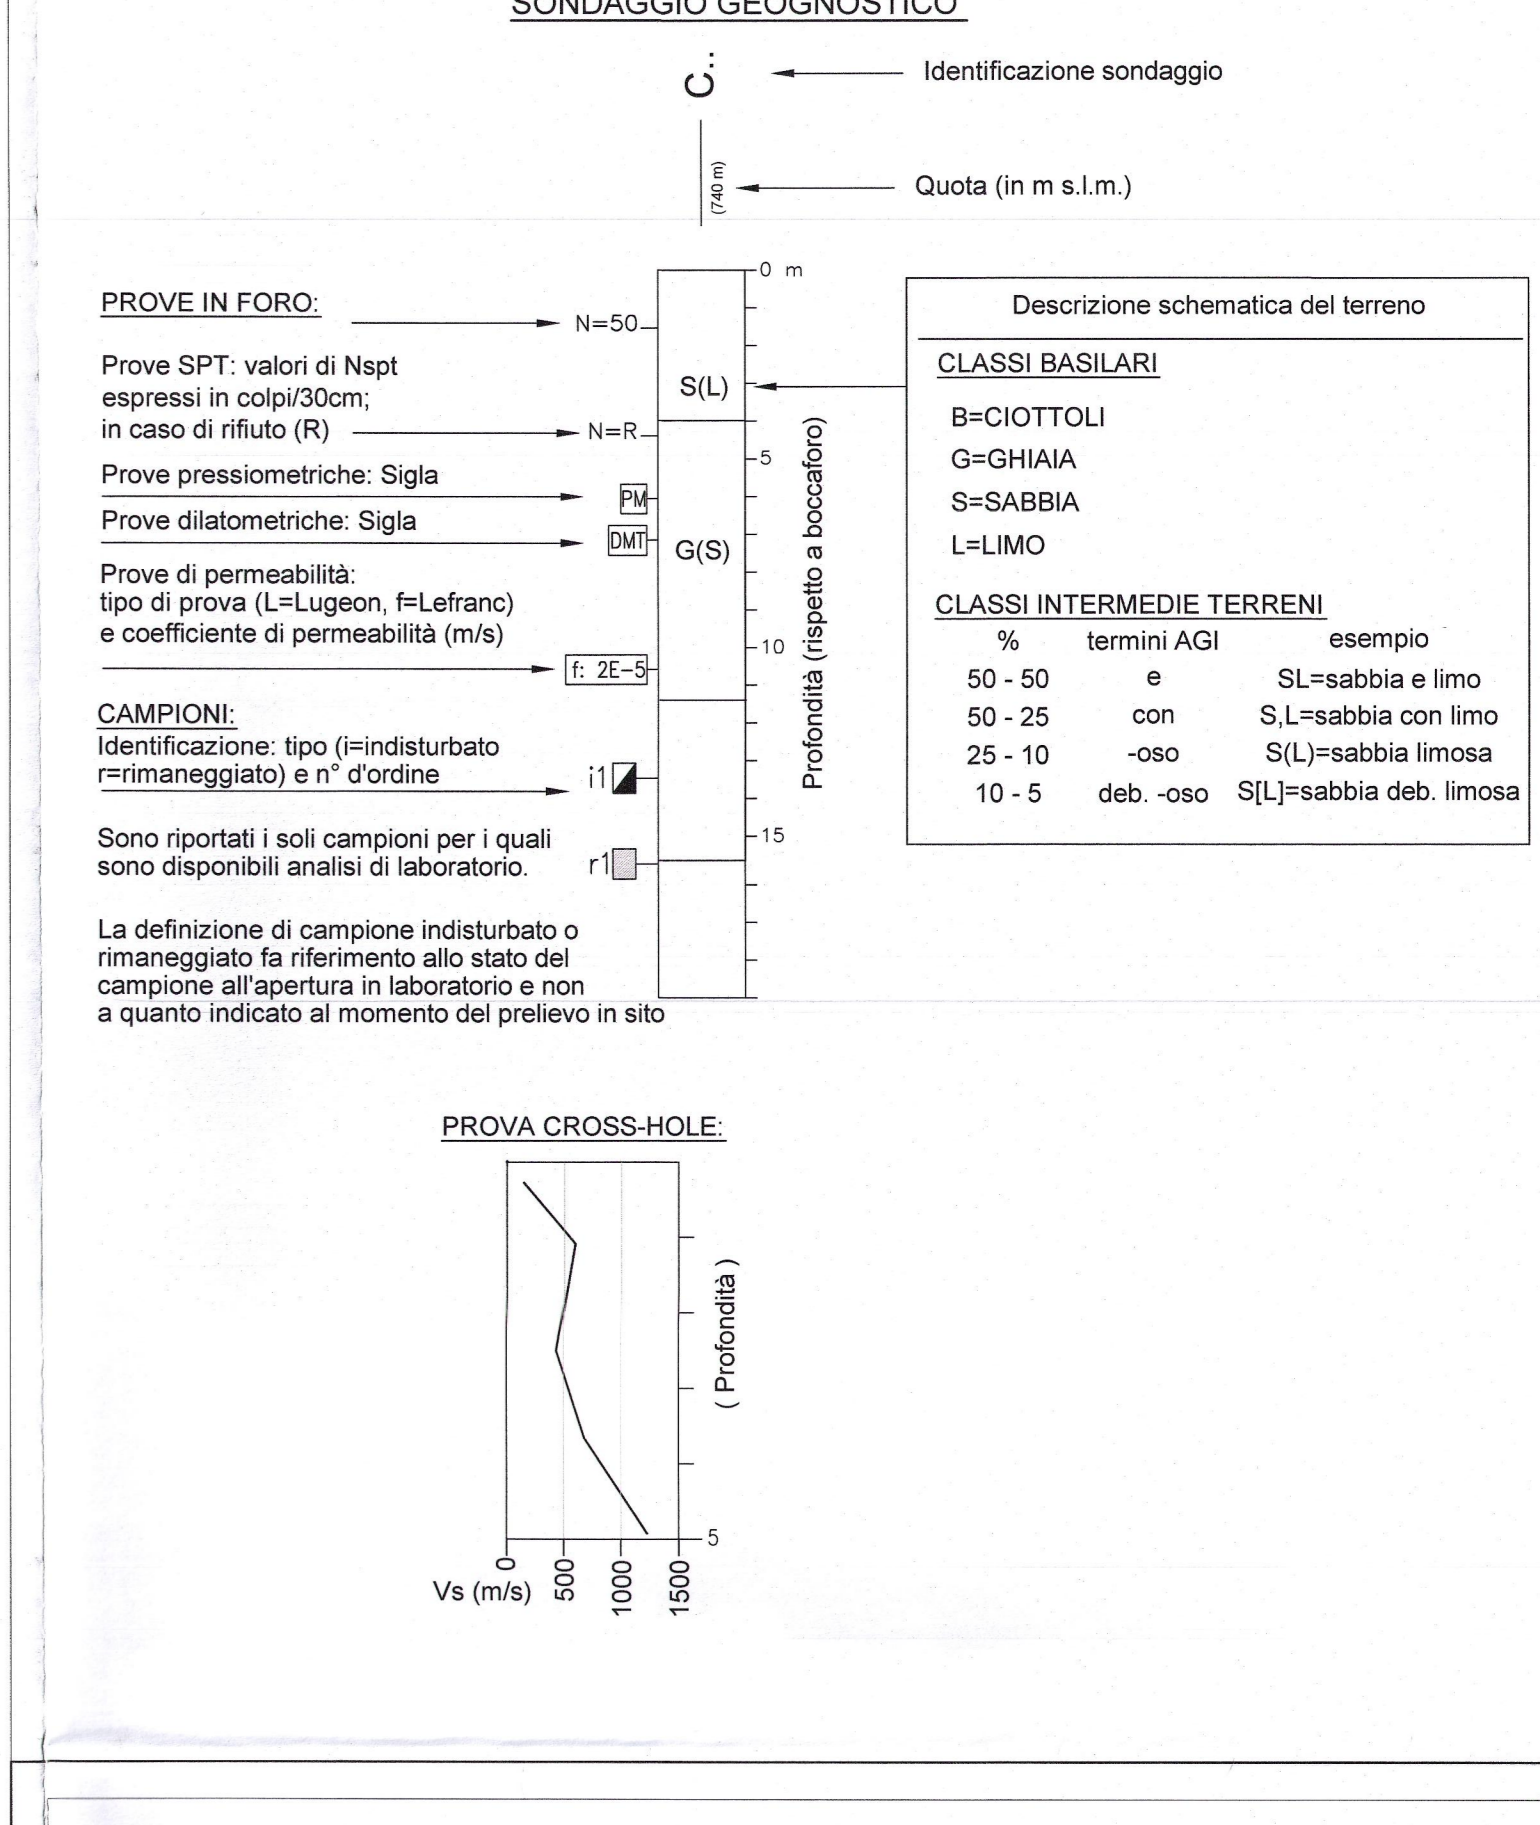 SONDAGGIO GEOGNOSTICO
C..
Identificazione sondaggio
(740 m)
Quota (in m s.l.m.)
0 m
PROVE IN FORO:
N=50
Prove SPT: valori di Nspt
espressi in colpi/30cm;
in caso di rifiuto (R)
N=R
S(L)
5
Prove pressiometriche: Sigla
PM
Prove dilatometriche: Sigla
DMT
G(S)
Prove di permeabilità:
tipo di prova (L=Lugeon, f=Lefranc)
e coefficiente di permeabilità (m/s)
10
f: 2E-5
Profondità (rispetto a boccaforo)
CAMPIONI:
Identificazione: tipo (i=indisturbato
r=rimaneggiato) e n° d'ordine
i1
15
Sono riportati i soli campioni per i quali
sono disponibili analisi di laboratorio.
r1
La definizione di campione indisturbato o
rimaneggiato fa riferimento allo stato del
campione all'apertura in laboratorio e non
a quanto indicato al momento del prelievo in sito
Descrizione schematica del terreno
CLASSI BASILARI
B=CIOTTOLI
G=GHIAIA
S=SABBIA
L=LIMO
CLASSI INTERMEDIE TERRENI
% termini AGI esempio
50 - 50 e SL=sabbia e limo
50 - 25 con S,L=sabbia con limo
25 - 10 -oso S(L)=sabbia limosa
10 - 5 deb. -oso S[L]=sabbia deb. limosa
PROVA CROSS-HOLE:
( Profondità )
5
Vs (m/s) 0 500 1000 1500